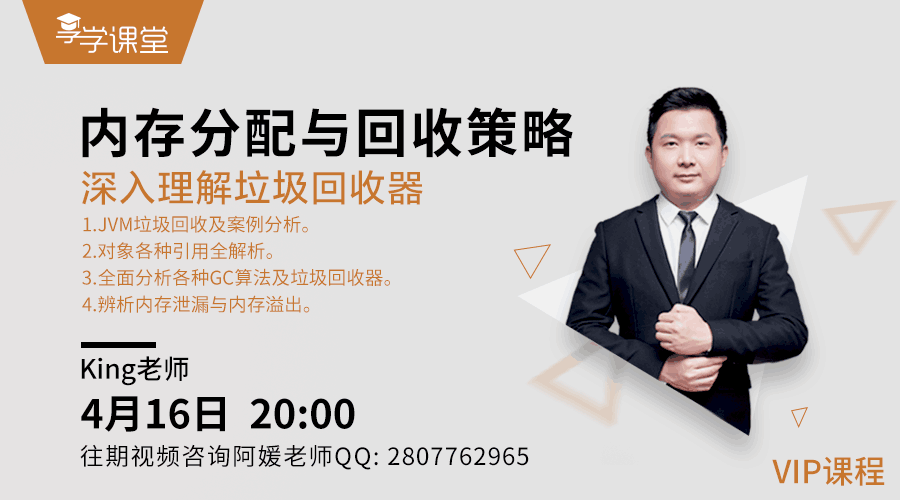 享学课堂
内存分配与回收策略
深入理解垃圾回收器
1.JVM垃圾回收及案例分析。
2.对象各种引用全解析。
3.全面分析各种GC算法及垃圾回收器。
4.辨析内存泄漏与内存溢出。
King老师
4月16日 20:00
往期视频咨询阿媛老师QQ: 2807762965
VIP课程